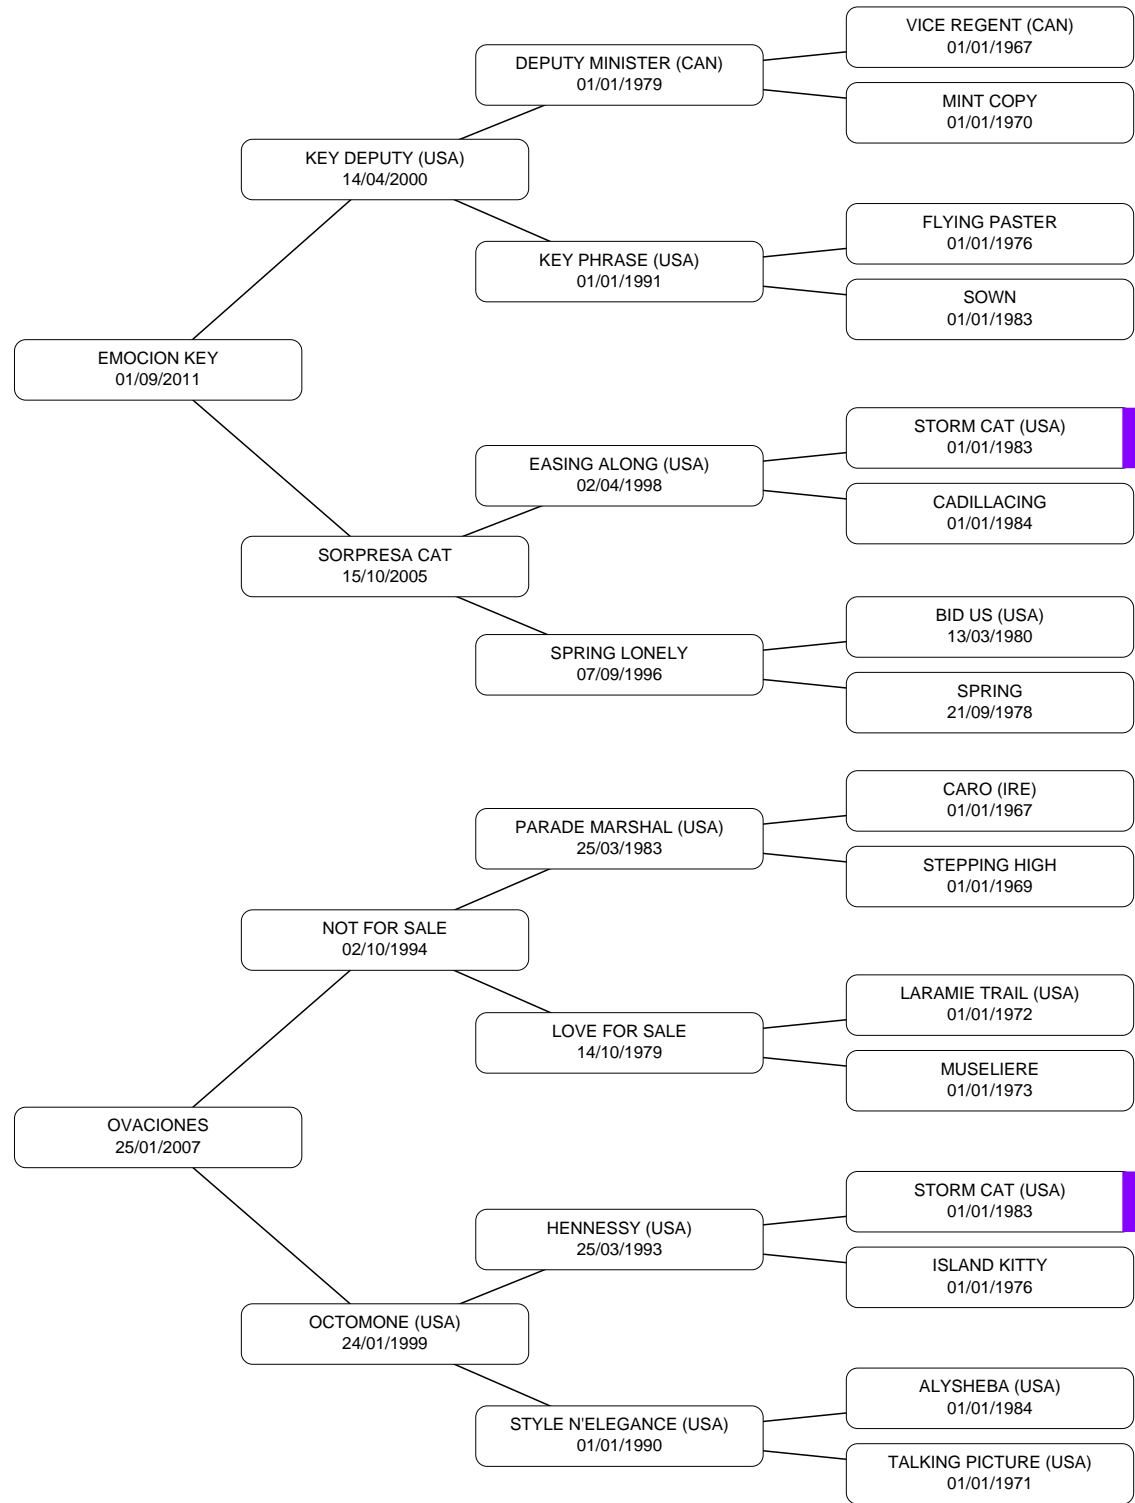 VICE REGENT (CAN)
01/01/1967
DEPUTY MINISTER (CAN)
01/01/1979
MINT COPY
01/01/1970
KEY DEPUTY (USA)
14/04/2000
FLYING PASTER
01/01/1976
KEY PHRASE (USA)
01/01/1991
SOWN
01/01/1983
EMOCION KEY
01/09/2011
STORM CAT (USA)
01/01/1983
EASING ALONG (USA)
02/04/1998
CADILLACING
01/01/1984
SORPRESA CAT
15/10/2005
BID US (USA)
13/03/1980
SPRING LONELY
07/09/1996
SPRING
21/09/1978
CARO (IRE)
01/01/1967
PARADE MARSHAL (USA)
25/03/1983
STEPPING HIGH
01/01/1969
NOT FOR SALE
02/10/1994
LARAMIE TRAIL (USA)
01/01/1972
LOVE FOR SALE
14/10/1979
MUSELIERE
01/01/1973
OVACIONES
25/01/2007
STORM CAT (USA)
01/01/1983
HENNESSY (USA)
25/03/1993
ISLAND KITTY
01/01/1976
OCTOMONE (USA)
24/01/1999
ALYSHEBA (USA)
01/01/1984
STYLE N'ELEGANCE (USA)
01/01/1990
TALKING PICTURE (USA)
01/01/1971